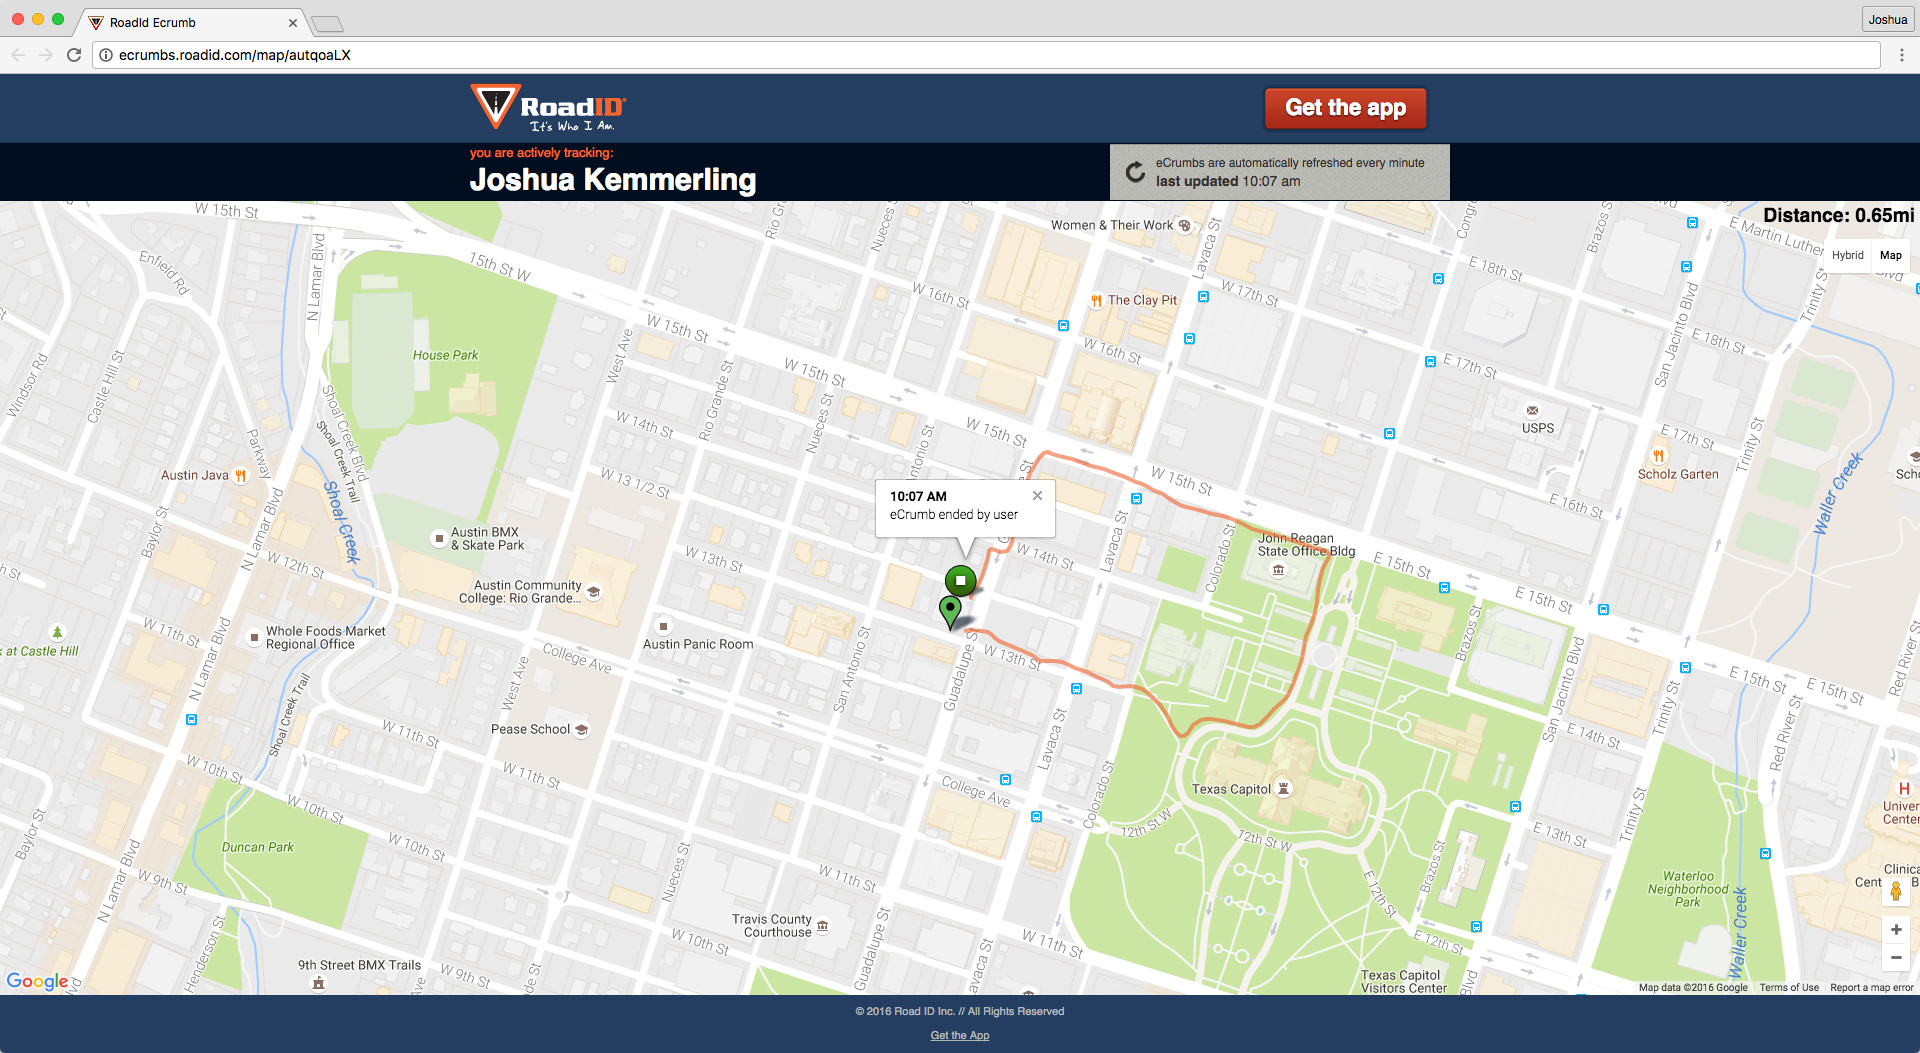 RoadId Ecrumb
Joshua
ecrumbs.roadid.com/map/autqoaLX
RoadID
It's Who I Am.
Get the app
you are actively tracking:
Joshua Kemmerling
eCrumbs are automatically refreshed every minute
last updated 10:07 am
Distance: 0.65mi
Hybrid
Map
W 15th St
N Lamar Blvd
Enfield Rd
15th St W
Rio Gra
Nueces St
Women & Their Work
Lavaca St
Congr
Brazos St
E Martin Luther
Blvd
E 18th St
W 16th St
The Clay Pit
W 17th St
San Jacinto Blvd
Trinity St
E 18th St
Windsor Rd
Castle Hill St
House Park
West Ave
W 15th St
W 15th St
W 16th St
E 17th St
Rio Grande St
Nueces St
W 14th St
Shoal Creek Blvd
Shoal Creek Trail
Parkway
Antonio St
W 15th St
USPS
E 17th St
Trinity St
Austin Java
W 13 1/2 St
St
W 15th St
Scholz Garten
Scho
Shoal Creek
N Lamar Blvd
10:07 AM
eCrumb ended by user
E 16th St
Waller Creek
Baylor St
Austin BMX
& Skate Park
W 13th St
W 14th St
Lavaca St
Colorado St
John Reagan
State Office Bldg
E 15th St
W 12th St
Austin Community
College: Rio Grande...
E 15th St
W 11th St
Whole Foods Market
Regional Office
Austin Panic Room
W 13th St
San Antonio St
Guadalupe St
Brazos St
E 15th St
Red River St
k at Castle Hill
College Ave
West Ave
N Lamar Blvd
E 15th St
E 15th St
San Jacinto Blvd
Trinity St
Shoal Creek Trail
Pease School
W 11th St
Lavaca St
E 14th St
Red River St
W 10th St
W 11th St
College Ave
Colorado St
Texas Capitol
Univer
Center
W 10th St
12th St W
12th St W
E 13th St
Trinity St
Baylor St
Duncan Park
W 10th St
Nueces St
W 11th St
Brazos St
E 12th St
Waterloo
Neighborhood
Park
Clinica
Cente
N Lamar Blvd
W 9th St
Travis County
Courthouse
Guadalupe St
W 10th St
W 11th St
E 12th St
Waller Creek
Henderson St
9th Street BMX Trails
W 9th St
avaca St
Texas Capitol
Visitors Center
Blvd
Google
Map data ©2016 Google
Terms of Use
Report a map error
© 2016 Road ID Inc. // All Rights Reserved
Get the App